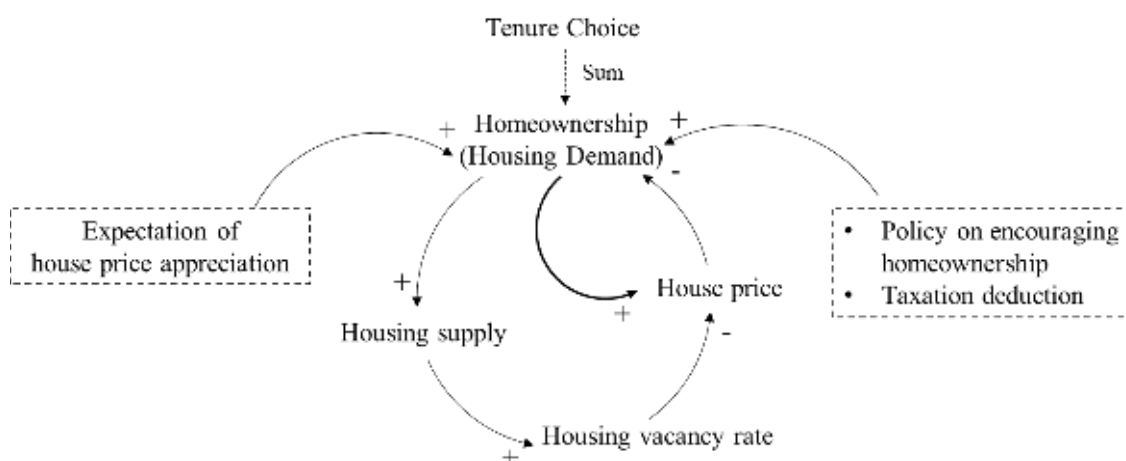 Tenure Choice
Sum
+ Homeownership +
(Housing Demand)
-
Expectation of
house price appreciation
• Policy on encouraging
homeownership
• Taxation deduction
+
House price
+
Housing supply
-
Housing vacancy rate
+